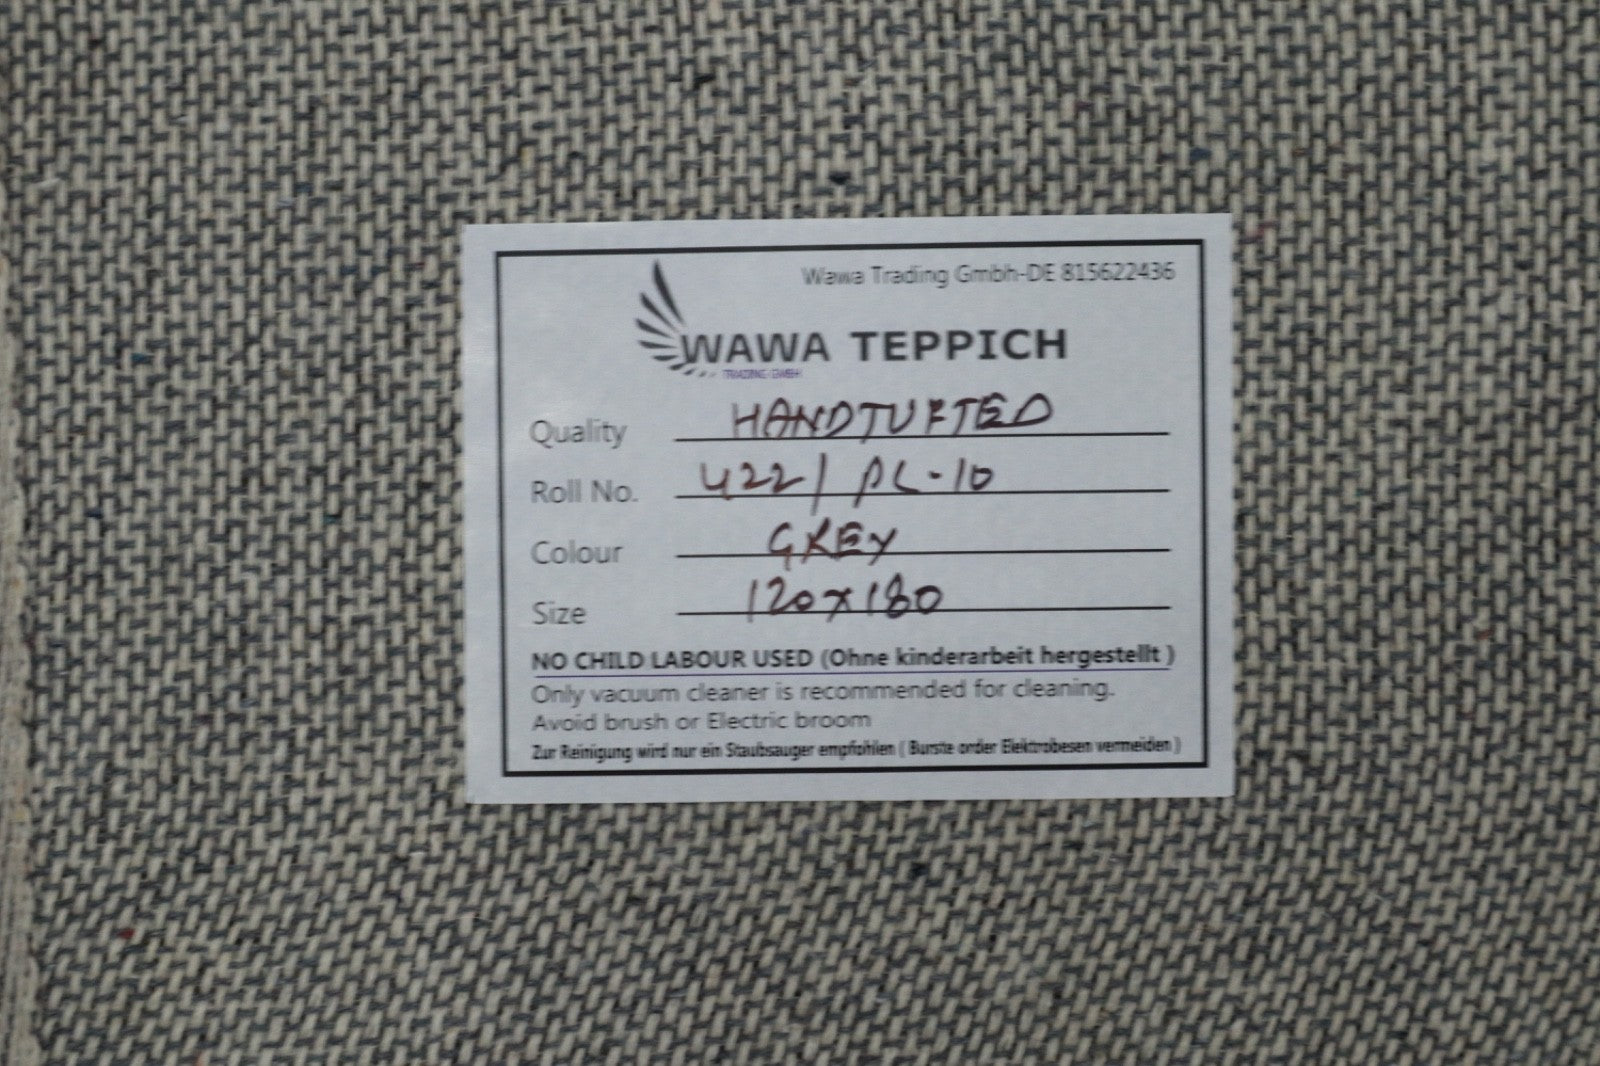 Wawa Trading Gmbh-DE 815622436
WAWA TEPPICH
TRADING GMBH
Quality HANDTUFTED
Roll No. 422/ PL-10
Colour GREY
Size 120x180
NO CHILD LABOUR USED (Ohne kinderarbeit hergestellt )
Only vacuum cleaner is recommended for cleaning.
Avoid brush or Electric broom
Zur Reinigung wird nur ein Staubsauger empfohlen ( Burste order Elektrobesen vermeiden )